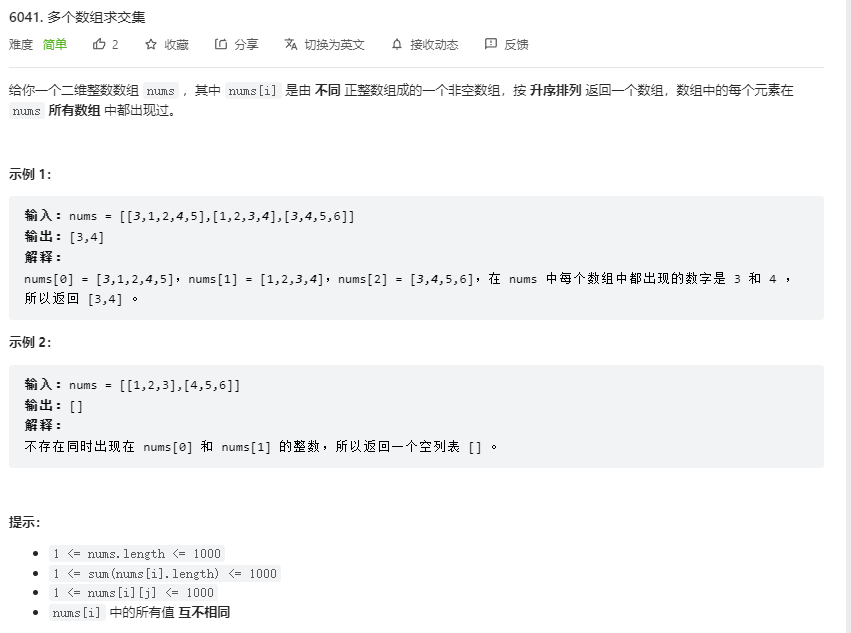 6041. 多个数组求交集
难度 简单 2 收藏 分享 切换为英文 接收动态 反馈
给你一个二维整数数组 nums ，其中 nums[i] 是由 不同 正整数组成的一个非空数组，按 升序排列 返回一个数组，数组中的每个元素在
nums 所有数组 中都出现过。
示例 1：
输入：nums = [[3,1,2,4,5],[1,2,3,4],[3,4,5,6]]
输出：[3,4]
解释：
nums[0] = [3,1,2,4,5]，nums[1] = [1,2,3,4]，nums[2] = [3,4,5,6]，在 nums 中每个数组中都出现的数字是 3 和 4 ，
所以返回 [3,4] 。
示例 2：
输入：nums = [[1,2,3],[4,5,6]]
输出：[]
解释：
不存在同时出现在 nums[0] 和 nums[1] 的整数，所以返回一个空列表 [] 。
提示：
• 1 <= nums.length <= 1000
• 1 <= sum(nums[i].length) <= 1000
• 1 <= nums[i][j] <= 1000
• nums[i] 中的所有值 互不相同